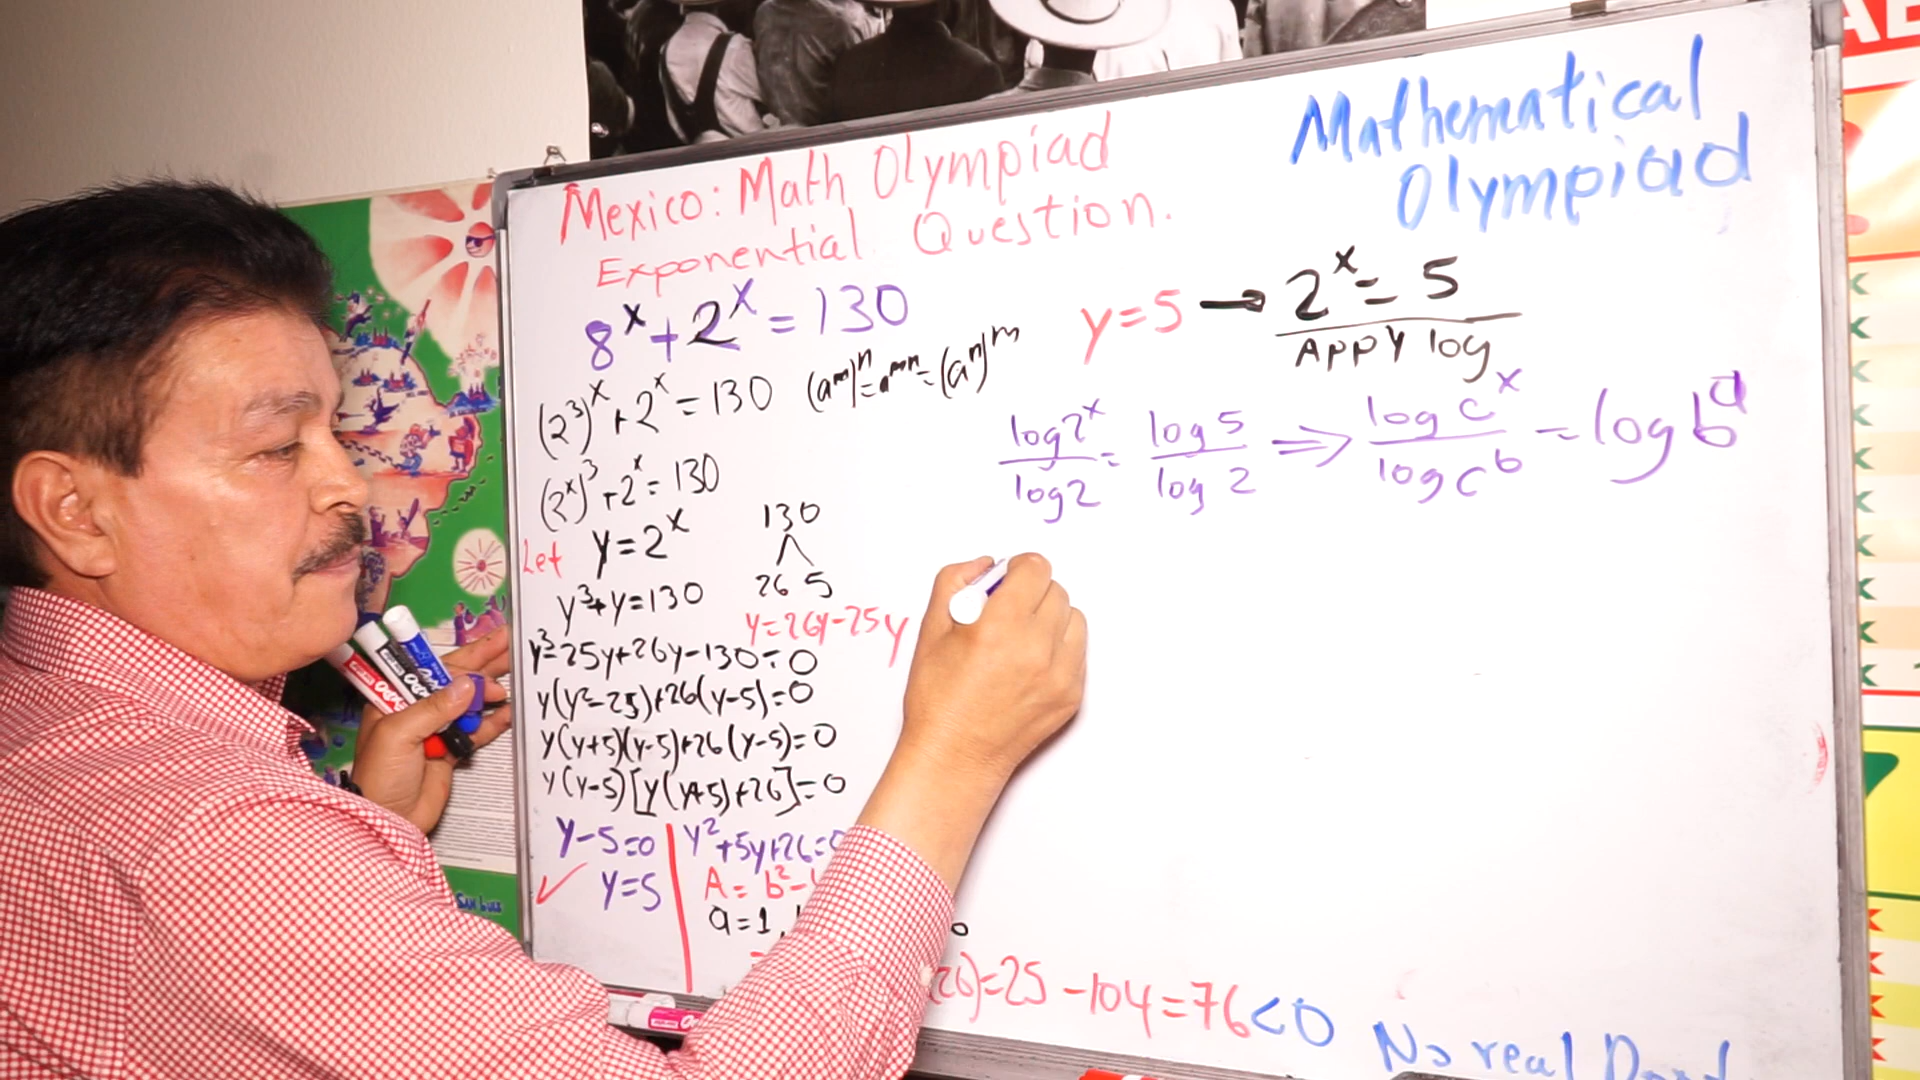 Mexico: Math Olympiad
Exponential Question.
8^x + 2^x = 130
(2^3)^x + 2^x = 130 (a^m)^n = a^mn = (a^n)^m
(2^x)^3 + 2^x = 130
Let y = 2^x
130
26 5
y^3 + y = 130
y = 26y - 25y
y^3 - 25y + 26y - 130 = 0
y(y^2 - 25) + 26(y - 5) = 0
y(y + 5)(y - 5) + 26(y - 5) = 0
y(y - 5)[y(y + 5) + 26] = 0
y - 5 = 0
✓ y = 5
y^2 + 5y + 26 = 0
A = b^2 -
a = 1,
26) = 25 - 104 = 76 < 0 No real
Mathematical
Olympiad
y = 5 → 2^x = 5
APPY log
log 2^x / log 2 = log 5 / log 2 ⇒ log c^x / log c^b = log b^a
SAN LUIS
EXPO